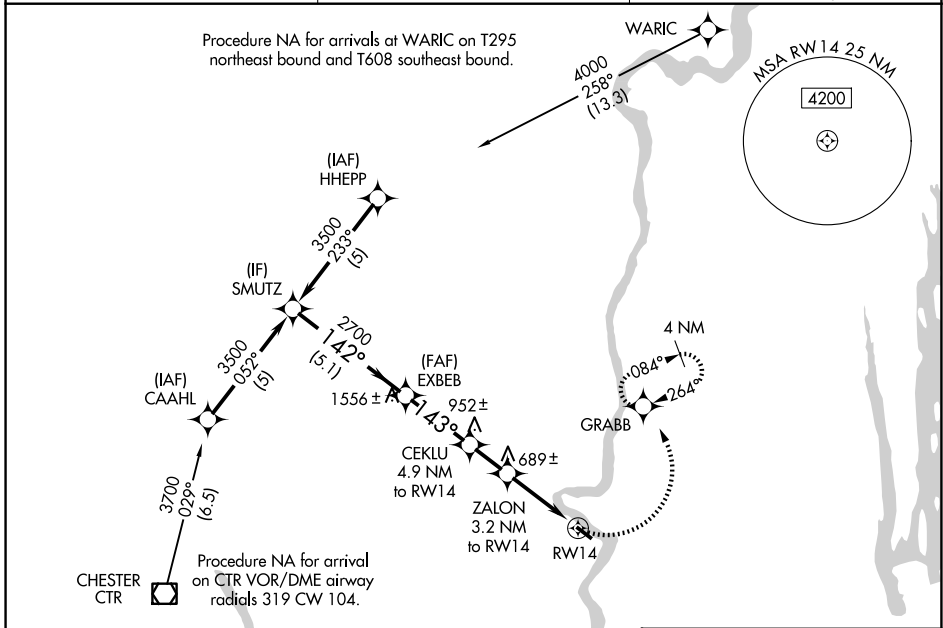 Procedure NA for arrivals at WARIC on T295
northeast bound and T608 southeast bound.
WARIC
4000
258°
(13.3)
MSA RW14 25 NM
4200
(IAF)
HHEPP
3500
233°
(5)
(IF)
SMUTZ
2700
142°
(5.1)
3500
052°
(5)
(IAF)
CAAHL
(FAF)
EXBEB
1556±
143°
952±
CEKLU
4.9 NM
to RW14
689±
ZALON
3.2 NM
to RW14
RW14
4 NM
084°
264°
GRABB
3700
029°
(6.5)
CHESTER
CTR
Procedure NA for arrival
on CTR VOR/DME airway
radials 319 CW 104.